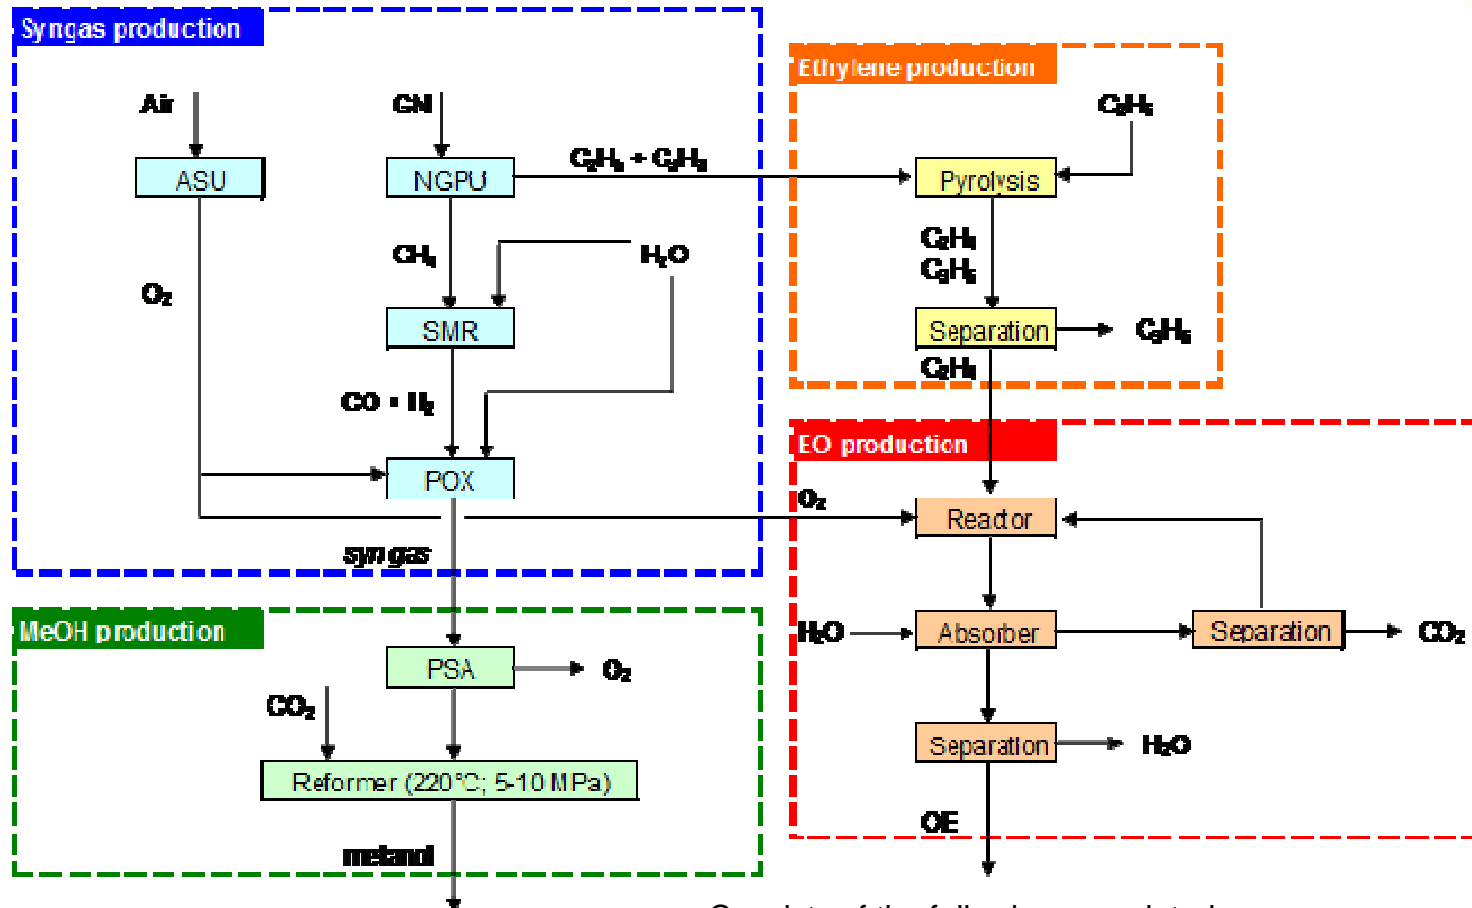 Syngas production
Air
GN
ASU
NGPU
C₂H₆ + C₃H₈
CH₄
H₂O
O₂
SMR
CO + H₂
POX
syngas
Ethylene production
Pyrolysis
C₂H₄
C₃H₆
Separation
C₃H₆
C₂H₄
EO production
O₂
Reactor
H₂O
Absorber
Separation
CO₂
Separation
H₂O
OE
MeOH production
PSA
O₂
CO₂
Reformer (220°C; 5-10 MPa)
metanol